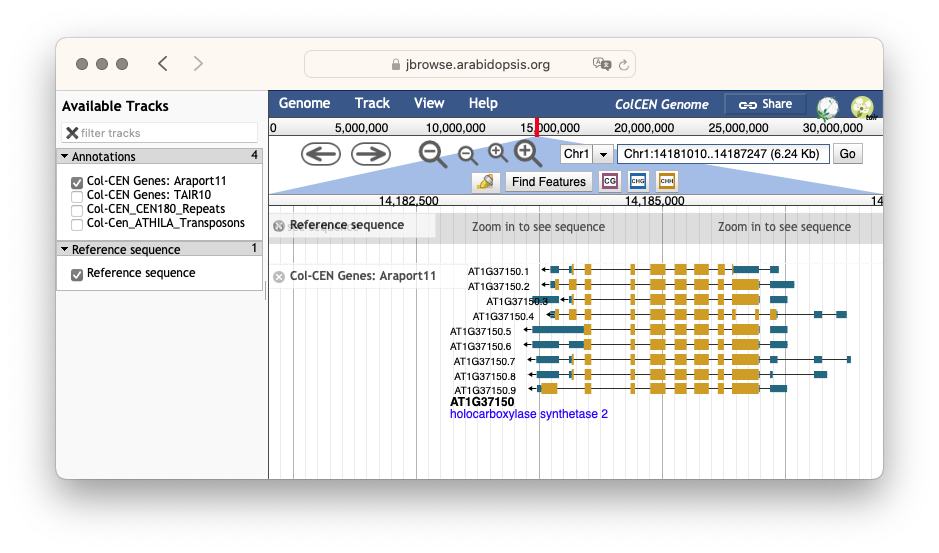 jbrowse.arabidopsis.org
Available Tracks
filter tracks
Annotations 4
Col-CEN Genes: Araport11
Col-CEN Genes: TAIR10
Col-CEN_CEN180_Repeats
Col-Cen_ATHILA_Transposons
Reference sequence 1
Reference sequence
Genome Track View Help ColCEN Genome Share
tair
0 5,000,000 10,000,000 15,000,000 20,000,000 25,000,000 30,000,000
Chr1 Chr1:14181010..14187247 (6.24 Kb) Go
Find Features CG CHG CHH
14,182,500 14,185,000 14
Reference sequence Zoom in to see sequence Zoom in to see sequence
Col-CEN Genes: Araport11
AT1G37150.1
AT1G37150.2
AT1G37150.3
AT1G37150.4
AT1G37150.5
AT1G37150.6
AT1G37150.7
AT1G37150.8
AT1G37150.9
AT1G37150
holocarboxylase synthetase 2